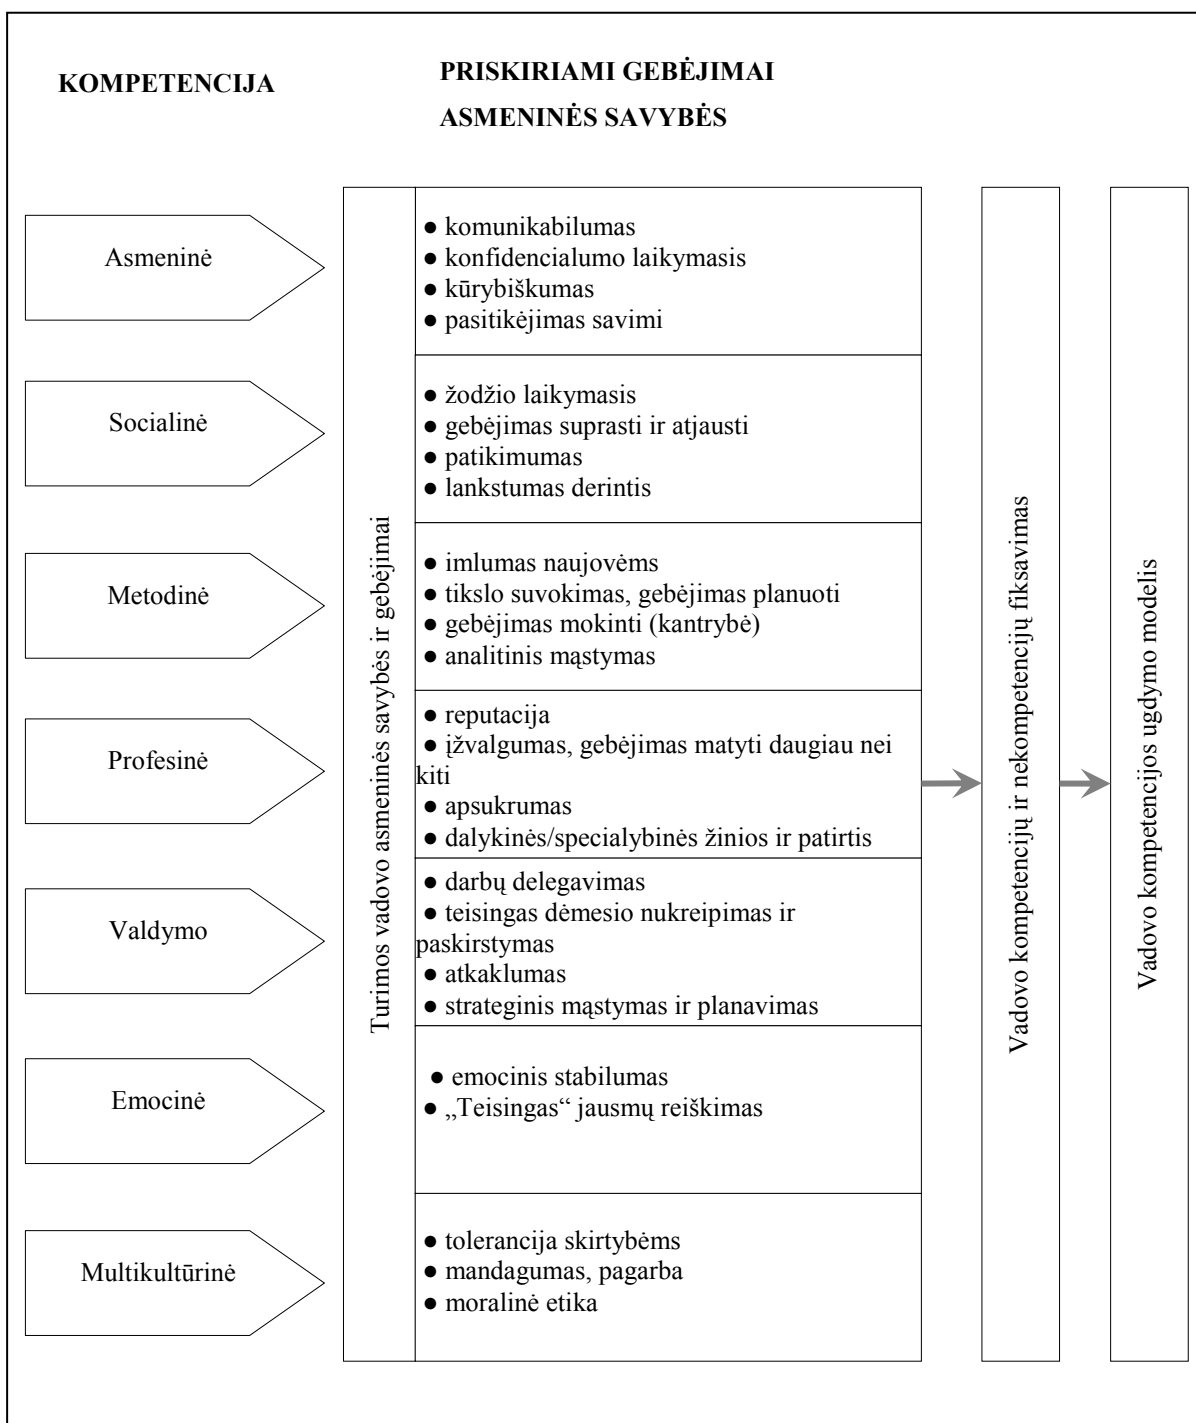 KOMPETENCIJA
PRISKIRIAMI GEBĖJIMAI
ASMENINĖS SAVYBĖS
Asmeninė
Socialinė
Metodinė
Profesinė
Valdymo
Emocinė
Multikultūrinė
Turimos vadovo asmeninės savybės ir gebėjimai
● komunikabilumas
● konfidencialumo laikymasis
● kūrybiškumas
● pasitikėjimas savimi
● žodžio laikymasis
● gebėjimas suprasti ir atjausti
● patikimumas
● lankstumas derintis
● imlumas naujovėms
● tikslo suvokimas, gebėjimas planuoti
● gebėjimas mokinti (kantrybė)
● analitinis mąstymas
● reputacija
● įžvalgumas, gebėjimas matyti daugiau nei
kiti
● apsukrumas
● dalykinės/specialybinės žinios ir patirtis
● darbų delegavimas
● teisingas dėmesio nukreipimas ir
paskirstymas
● atkaklumas
● strateginis mąstymas ir planavimas
● emocinis stabilumas
● „Teisingas“ jausmų reiškimas
● tolerancija skirtybėms
● mandagumas, pagarba
● moralinė etika
Vadovo kompetencijų ir nekompetencijų fiksavimas
Vadovo kompetencijos ugdymo modelis